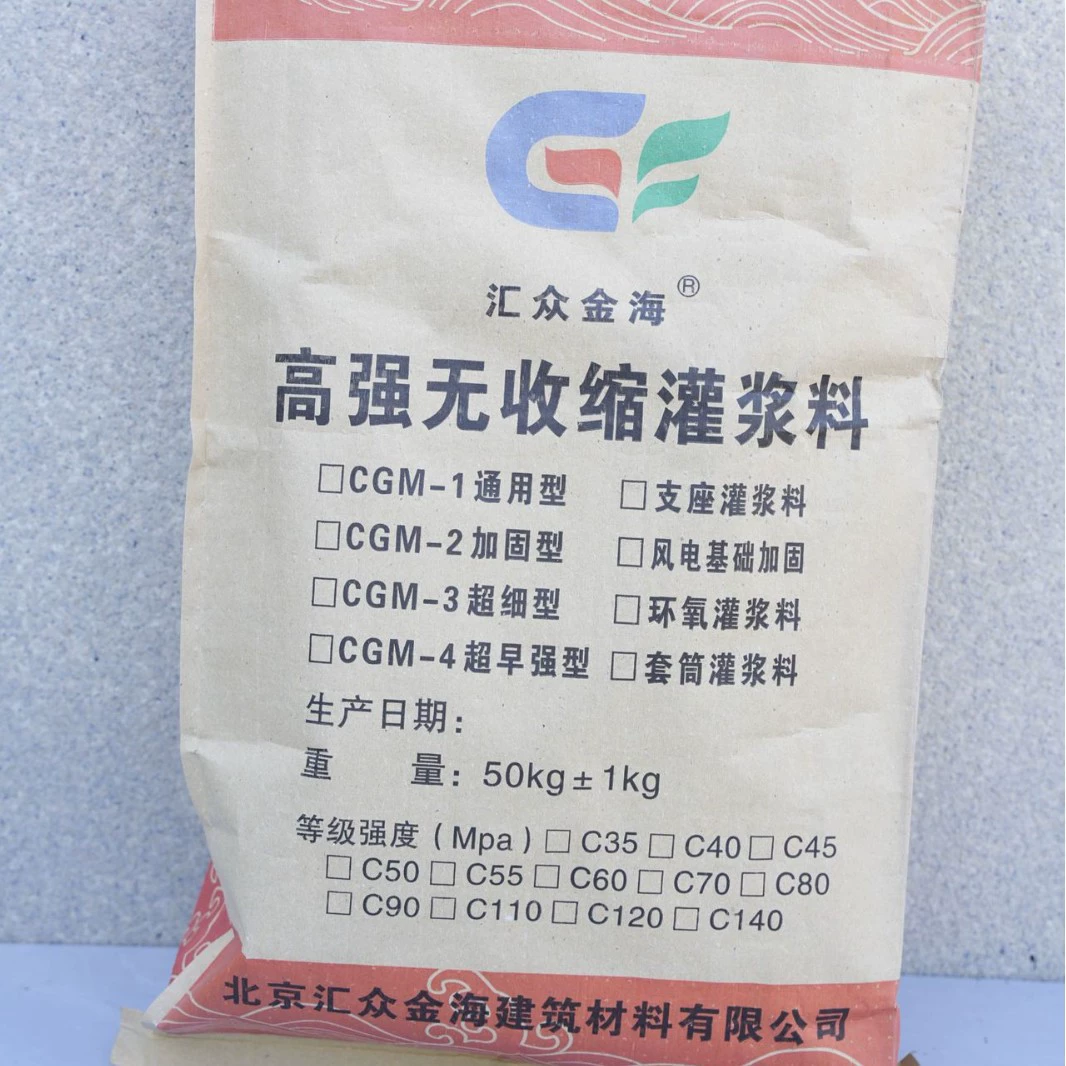 汇众金海®
高强无收缩灌浆料
□CGM-1通用型 □支座灌浆料
□CGM-2加固型 □风电基础加固
□CGM-3超细型 □环氧灌浆料
□CGM-4超早强型 □套筒灌浆料
生产日期:
重 量: 50kg±1kg
等级强度(Mpa)□ C35 □ C40 □ C45
□ C50 □ C55 □ C60 □ C70 □ C80
□ C90 □ C110 □ C120 □ C140
北京汇众金海建筑材料有限公司